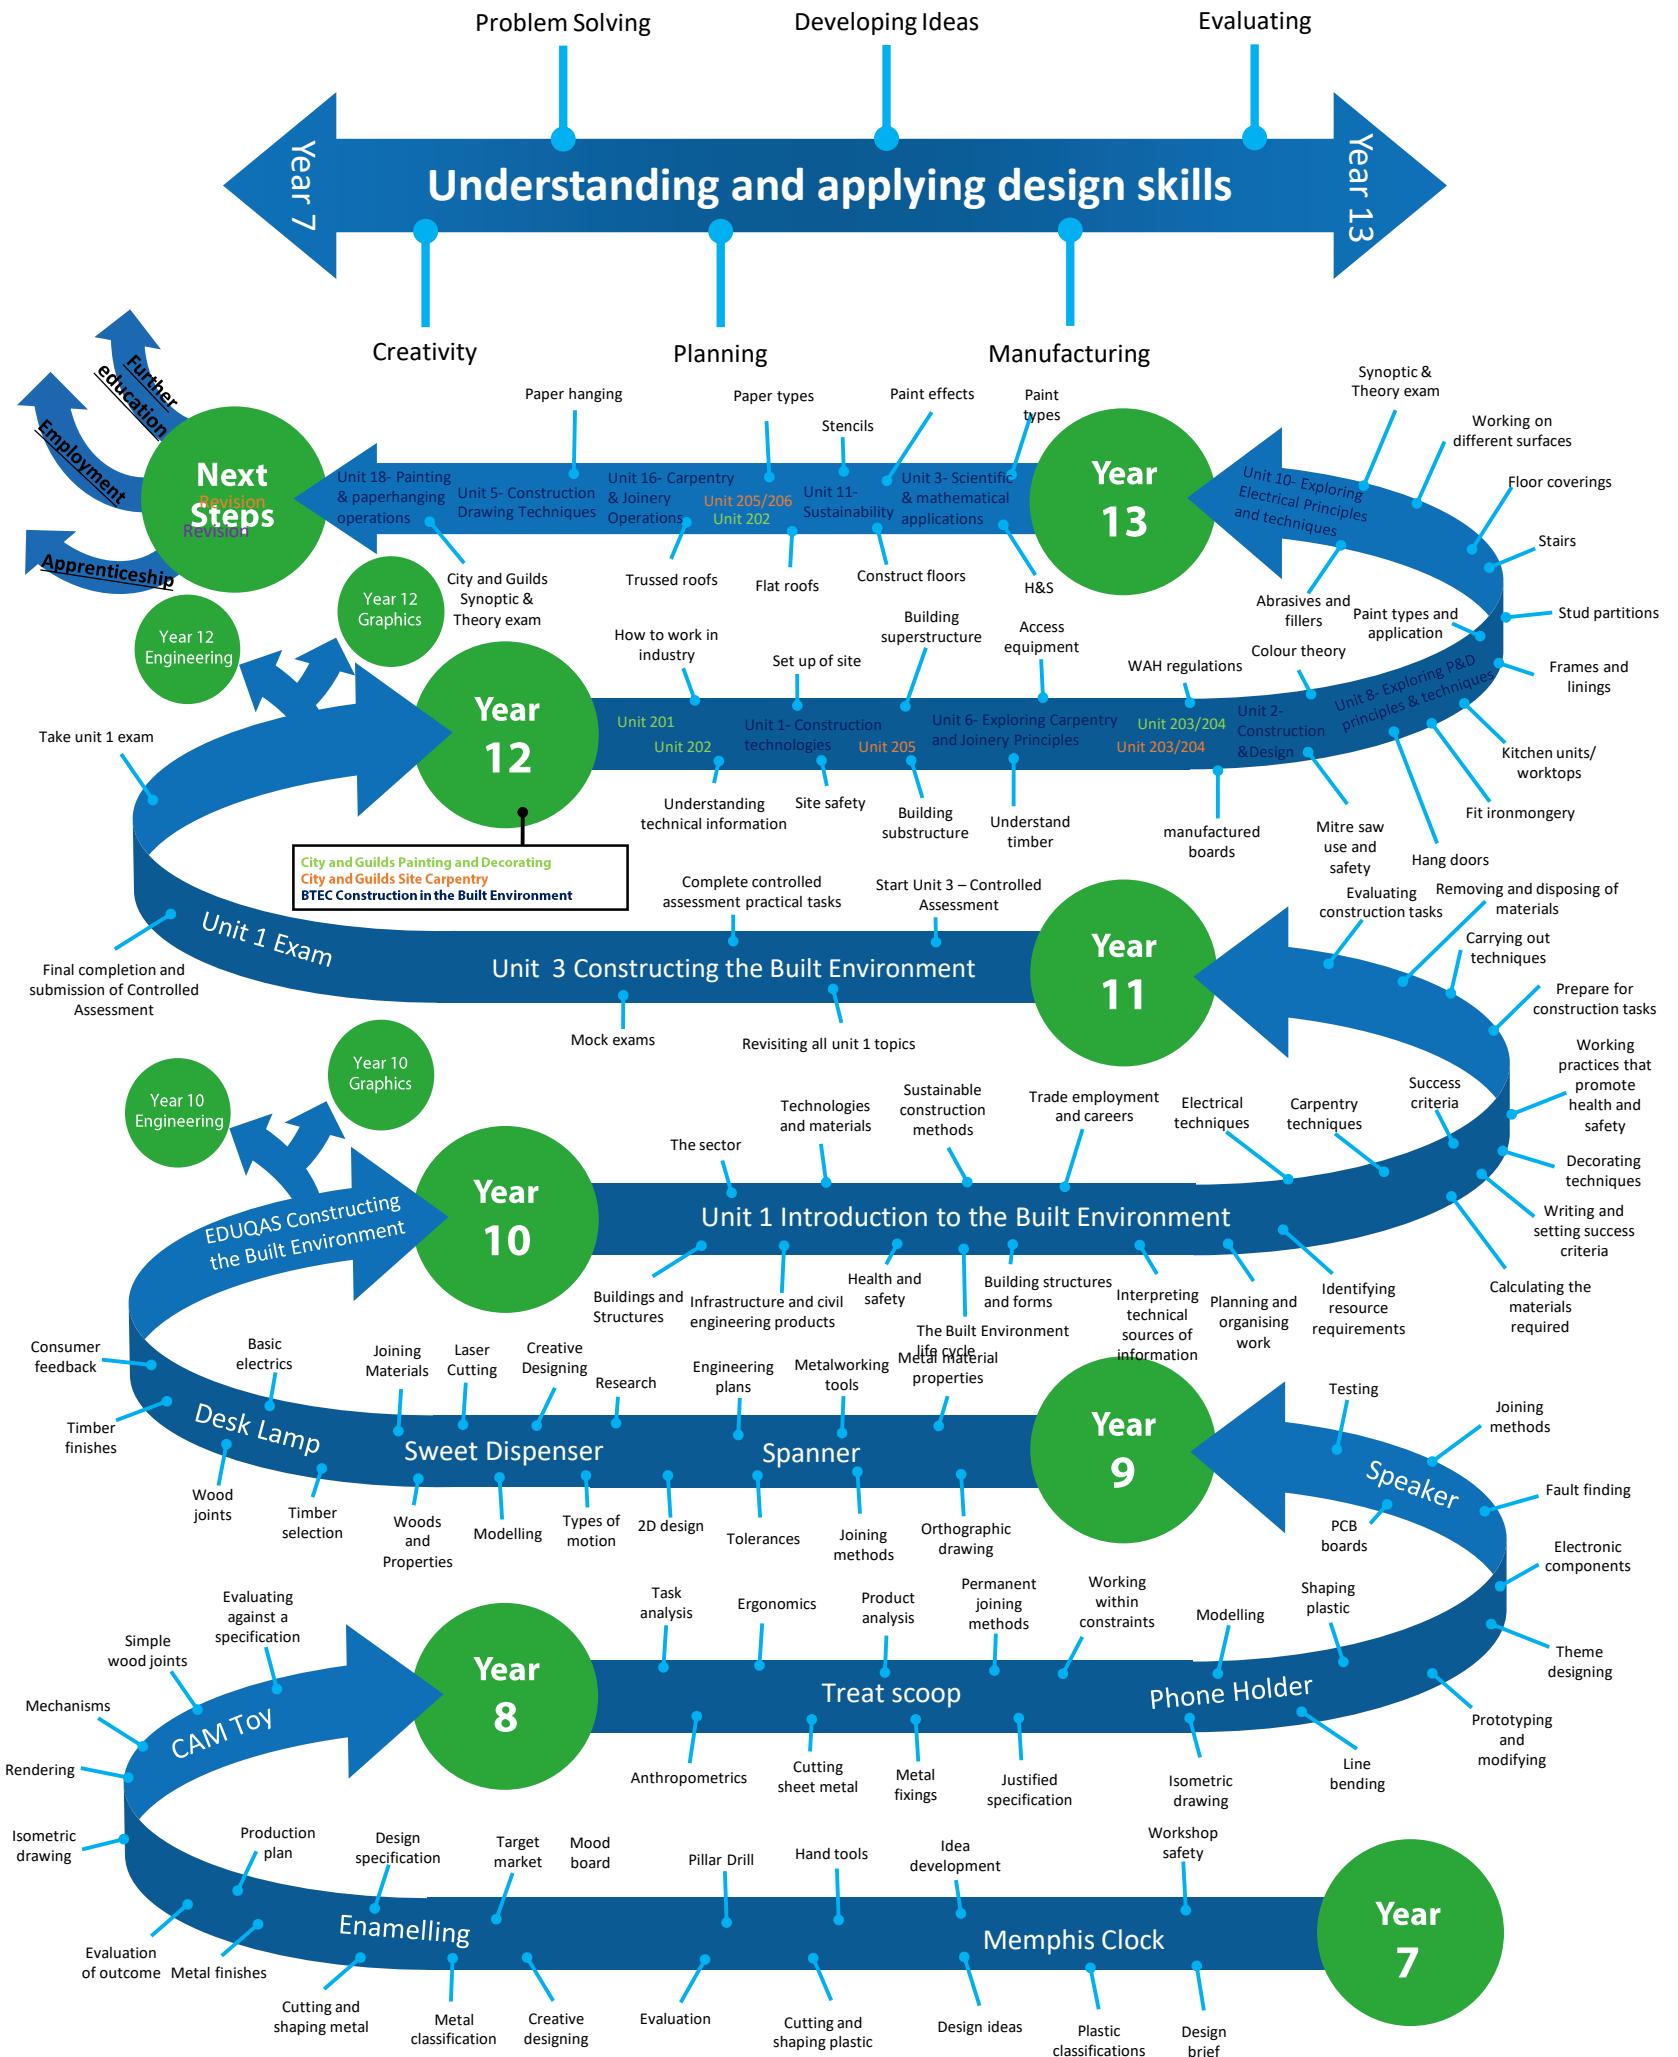 Problem Solving
Developing Ideas
Evaluating
Year 7
Understanding and applying design skills
Year 13
Creativity
Planning
Manufacturing
Further
education
Employment
Apprenticeship
Next
Steps
Revision
Revision
Paper hanging
Paper types
Stencils
Paint effects
Paint
types
Unit 18- Painting
& paperhanging
operations
Unit 5- Construction
Drawing Techniques
Unit 16- Carpentry
& Joinery
Operations
Unit 205/206
Unit 202
Unit 11-
Sustainability
Unit 3- Scientific
& mathematical
applications
Year
13
City and Guilds
Synoptic &
Theory exam
Trussed roofs
Flat roofs
Construct floors
H&S
Synoptic &
Theory exam
Working on
different surfaces
Floor coverings
Stairs
Stud partitions
Frames and
linings
Kitchen units/
worktops
Fit ironmongery
Hang doors
Unit 10- Exploring
Electrical Principles
and techniques
Abrasives and
fillers
Paint types and
application
Colour theory
Unit 8- Exploring P&D
principles & techniques
Year 12
Engineering
Year 12
Graphics
Year
12
How to work in
industry
Set up of site
Building
superstructure
Access
equipment
WAH regulations
Unit 201
Unit 202
Unit 1- Construction
technologies
Unit 205
Unit 6- Exploring Carpentry
and Joinery Principles
Unit 203/204
Unit 203/204
Unit 2-
Construction
&Design
Understanding
technical information
Site safety
Building
substructure
Understand
timber
manufactured
boards
Mitre saw
use and
safety
City and Guilds Painting and Decorating
City and Guilds Site Carpentry
BTEC Construction in the Built Environment
Take unit 1 exam
Final completion and
submission of Controlled
Assessment
Unit 1 Exam
Complete controlled
assessment practical tasks
Start Unit 3 – Controlled
Assessment
Unit 3 Constructing the Built Environment
Mock exams
Revisiting all unit 1 topics
Year
11
Evaluating
construction tasks
Removing and disposing of
materials
Carrying out
techniques
Prepare for
construction tasks
Working
practices that
promote
health and
safety
Decorating
techniques
Writing and
setting success
criteria
Calculating the
materials
required
Success
criteria
Carpentry
techniques
Electrical
techniques
Trade employment
and careers
Sustainable
construction
methods
Technologies
and materials
The sector
Year 10
Engineering
Year 10
Graphics
EDUQAS Constructing
the Built Environment
Year
10
Unit 1 Introduction to the Built Environment
Buildings and
Structures
Infrastructure and civil
engineering products
Health and
safety
The Built Environment
life cycle
Building structures
and forms
Interpreting
technical
sources of
information
Planning and
organising
work
Identifying
resource
requirements
Consumer
feedback
Timber
finishes
Basic
electrics
Desk Lamp
Wood
joints
Timber
selection
Joining
Materials
Laser
Cutting
Creative
Designing
Research
Sweet Dispenser
Woods
and
Properties
Modelling
Types of
motion
2D design
Engineering
plans
Metalworking
tools
Metal material
properties
Spanner
Tolerances
Joining
methods
Orthographic
drawing
Year
9
Testing
Joining
methods
Fault finding
Speaker
PCB
boards
Electronic
components
Theme
designing
Prototyping
and
modifying
Shaping
plastic
Modelling
Phone Holder
Line
bending
Isometric
drawing
Task
analysis
Ergonomics
Product
analysis
Permanent
joining
methods
Working
within
constraints
Treat scoop
Anthropometrics
Cutting
sheet metal
Metal
fixings
Justified
specification
Year
8
Evaluating
against a
specification
Simple
wood joints
Mechanisms
Rendering
CAM Toy
Isometric
drawing
Production
plan
Design
specification
Target
market
Mood
board
Enamelling
Evaluation
of outcome
Metal finishes
Cutting and
shaping metal
Metal
classification
Creative
designing
Pillar Drill
Hand tools
Idea
development
Workshop
safety
Memphis Clock
Evaluation
Cutting and
shaping plastic
Design ideas
Plastic
classifications
Design
brief
Year
7